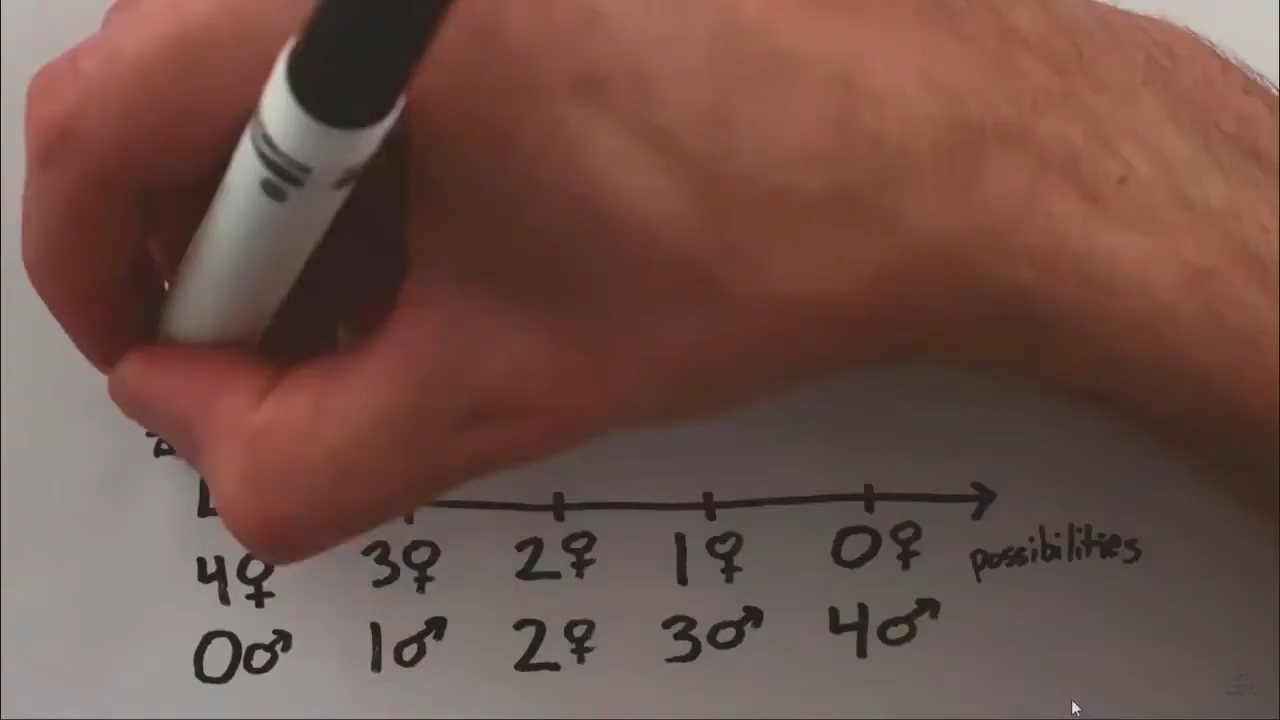 4♀ 3♀ 2♀ 1♀ 0♀ possibilities
0♂ 1♂ 2♀ 3♂ 4♂